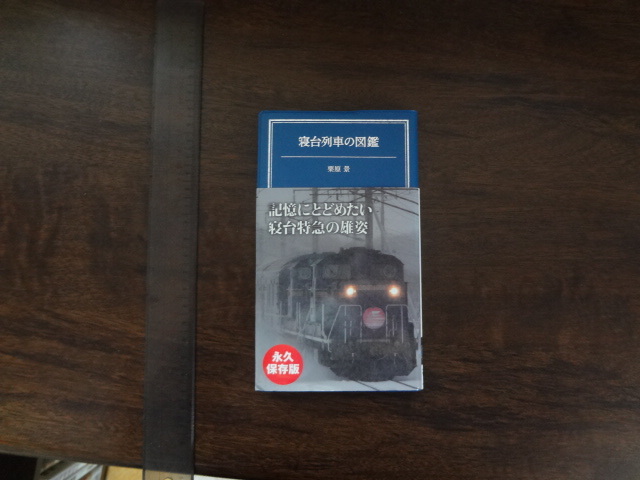 寝台列車の図鑑
栗原 景
記憶にとどめたい
寝台特急の雄姿
永久
保存版